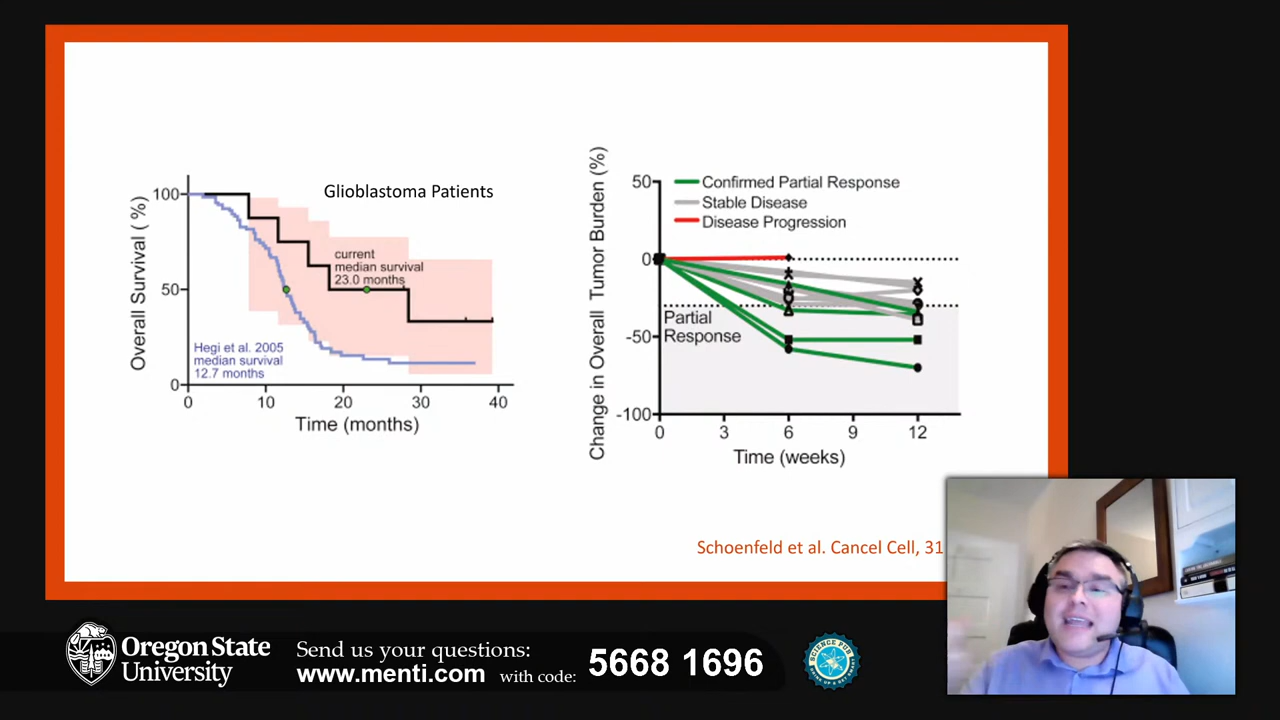 Glioblastoma Patients
Overall Survival ( %)
100
50
0
current
median survival
23.0 months
Hegi et al. 2005
median survival
12.7 months
0 10 20 30 40
Time (months)
Change in Overall Tumor Burden (%)
50
0
-50
-100
Confirmed Partial Response
Stable Disease
Disease Progression
Partial
Response
0 3 6 9 12
Time (weeks)
Schoenfeld et al. Cancel Cell, 31
Oregon State
University
Send us your questions:
www.menti.com with code:
5668 1696
SCIENCE PUB